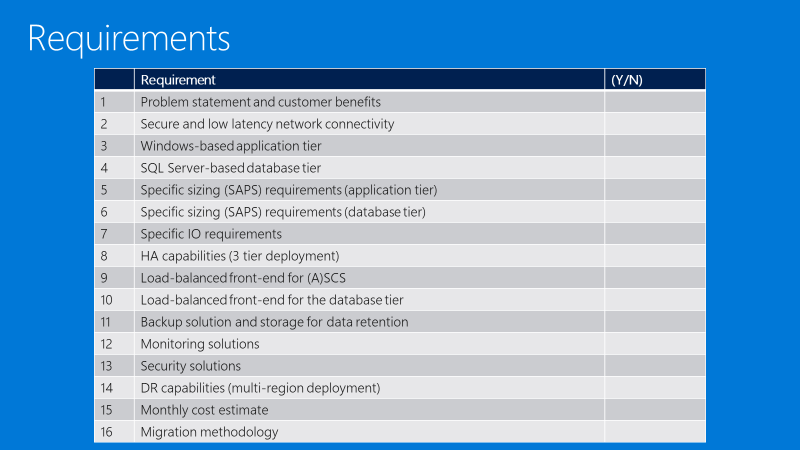 Requirements
Requirement (Y/N)
1 Problem statement and customer benefits
2 Secure and low latency network connectivity
3 Windows-based application tier
4 SQL Server-based database tier
5 Specific sizing (SAPS) requirements (application tier)
6 Specific sizing (SAPS) requirements (database tier)
7 Specific IO requirements
8 HA capabilities (3 tier deployment)
9 Load-balanced front-end for (A)SCS
10 Load-balanced front-end for the database tier
11 Backup solution and storage for data retention
12 Monitoring solutions
13 Security solutions
14 DR capabilities (multi-region deployment)
15 Monthly cost estimate
16 Migration methodology